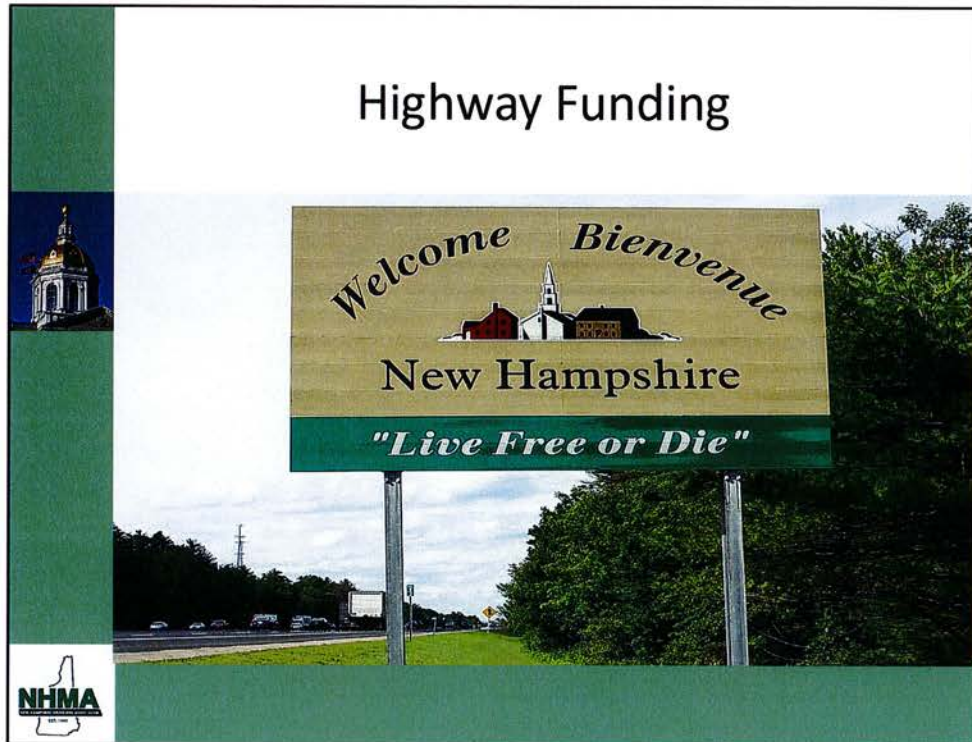 Highway Funding
Welcome Bienvenue
New Hampshire
"Live Free or Die"
NHMA